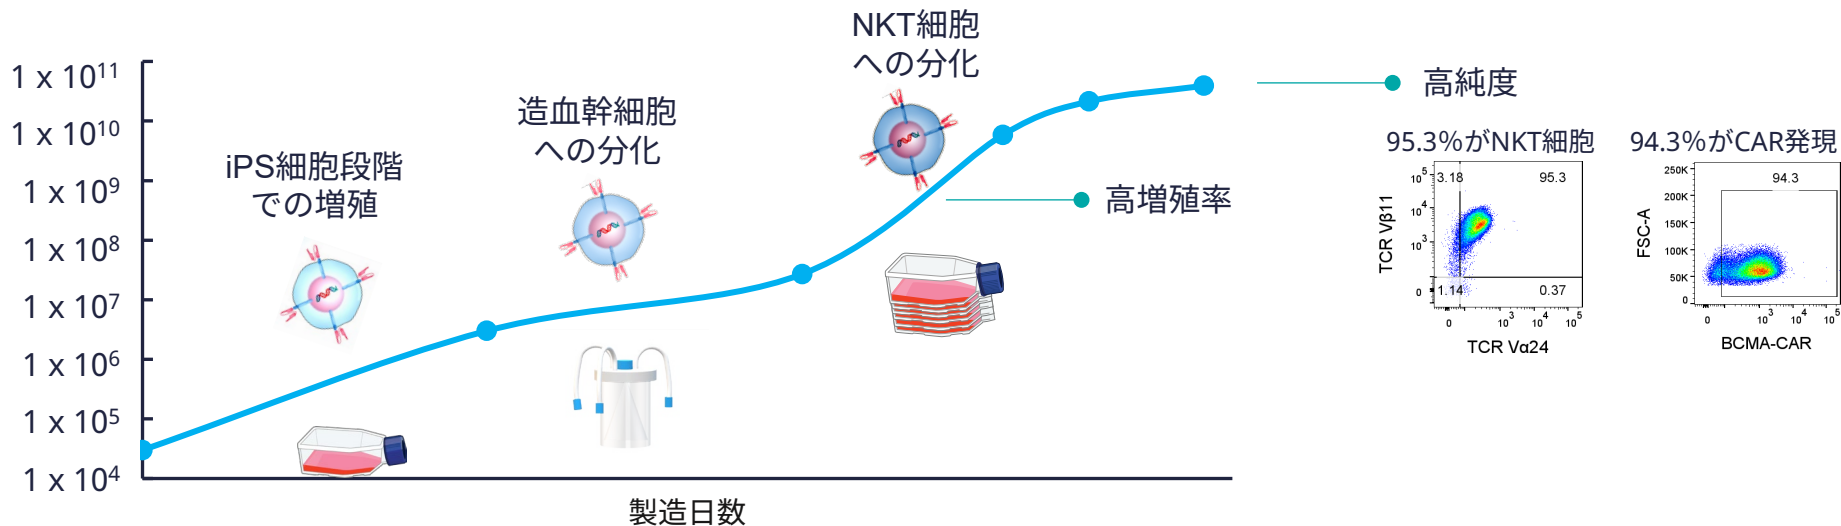 NKT細胞
への分化
造血幹細胞
への分化
iPS細胞段階
での増殖
1 x 10¹¹
1 x 10¹⁰
1 x 10⁹
1 x 10⁸
1 x 10⁷
1 x 10⁶
1 x 10⁵
1 x 10⁴
製造日数
高増殖率
高純度
95.3%がNKT細胞
3.18
95.3
1.14
0.37
10⁵
10⁴
10³
0
TCR Vβ11
0
10³
10⁴
10⁵
TCR Vα24
94.3%がCAR発現
94.3
250K
200K
150K
100K
50K
0
FSC-A
0
10³
10⁴
10⁵
BCMA-CAR